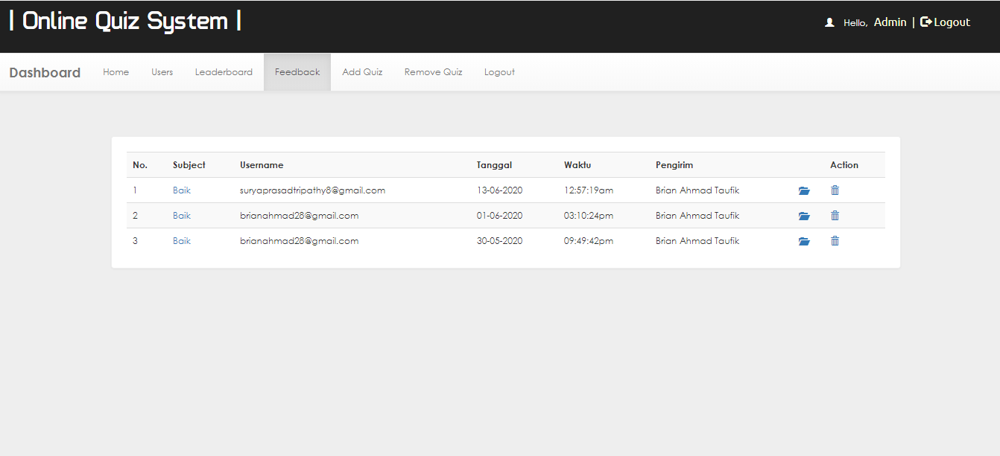 | Online Quiz System |
Hello, Admin | Logout
Dashboard Home Users Leaderboard Feedback Add Quiz Remove Quiz Logout
No. Subject Username Tanggal Waktu Pengirim Action
1 Baik suryaprasadtripathy8@gmail.com 13-06-2020 12:57:19am Brian Ahmad Taufik
2 Baik brianahmad28@gmail.com 01-06-2020 03:10:24pm Brian Ahmad Taufik
3 Baik brianahmad28@gmail.com 30-05-2020 09:49:42pm Brian Ahmad Taufik